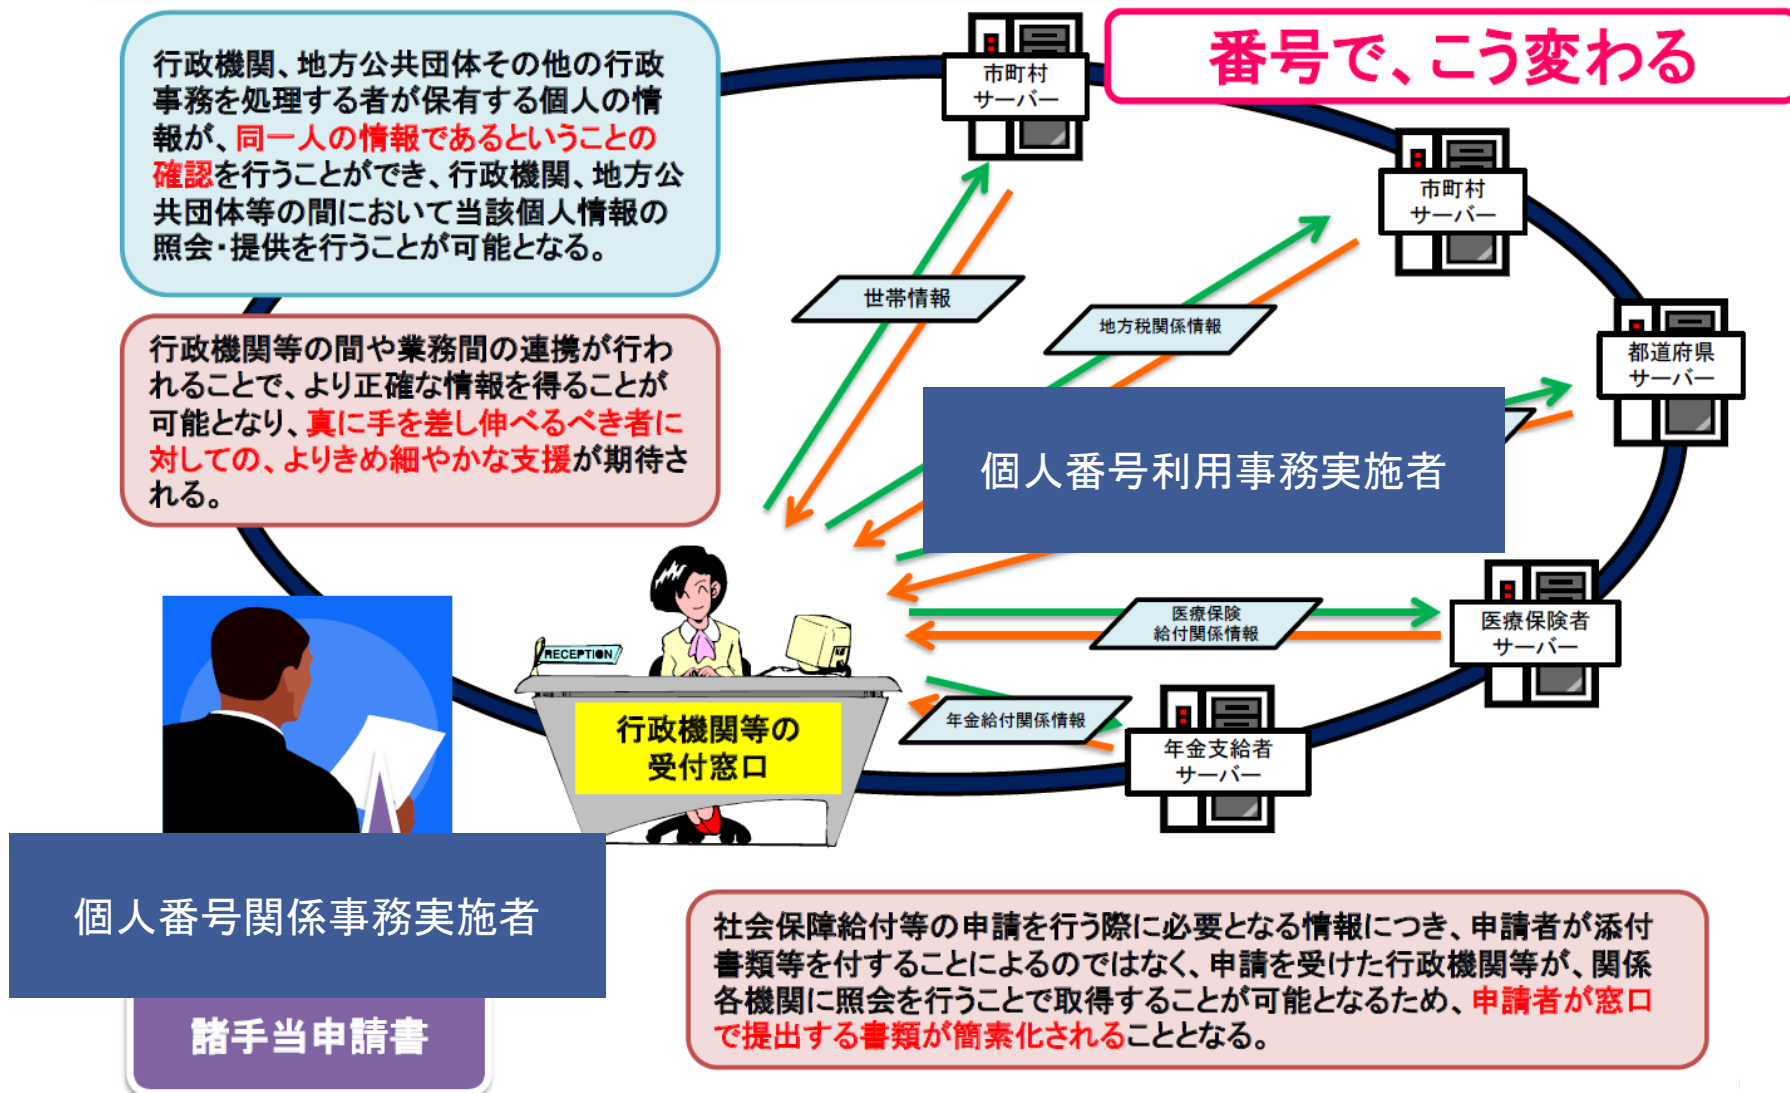 番号で、こう変わる
行政機関、地方公共団体その他の行政
事務を処理する者が保有する個人の情
報が、同一人の情報であるということの
確認を行うことができ、行政機関、地方公
共団体等の間において当該個人情報の
照会・提供を行うことが可能となる。
行政機関等の間や業務間の連携が行わ
れることで、より正確な情報を得ることが
可能となり、真に手を差し伸べるべき者に
対しての、よりきめ細やかな支援が期待さ
れる。
市町村
サーバー
市町村
サーバー
都道府県
サーバー
世帯情報
地方税関係情報
個人番号利用事務実施者
医療保険
給付関係情報
医療保険者
サーバー
年金給付関係情報
年金支給者
サーバー
RECEPTION
行政機関等の
受付窓口
個人番号関係事務実施者
諸手当申請書
社会保障給付等の申請を行う際に必要となる情報につき、申請者が添付
書類等を付することによるのではなく、申請を受けた行政機関等が、関係
各機関に照会を行うことで取得することが可能となるため、申請者が窓口
で提出する書類が簡素化されることとなる。